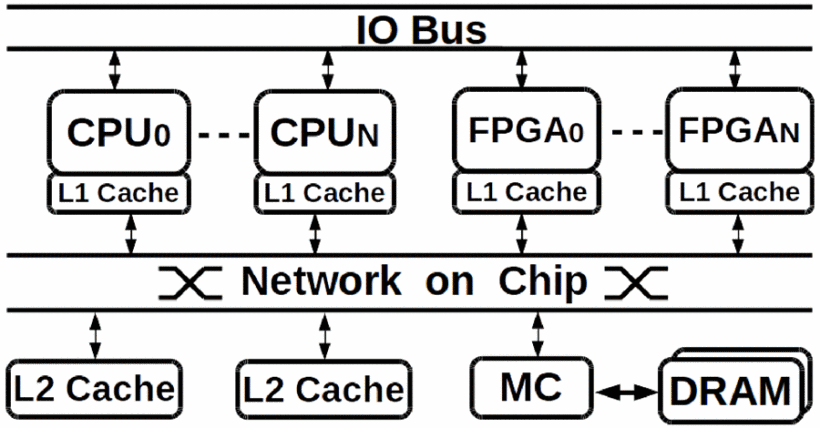 IO Bus
CPU0 CPUN FPGA0 FPGAN
L1 Cache L1 Cache L1 Cache L1 Cache
Network on Chip
L2 Cache L2 Cache MC DRAM